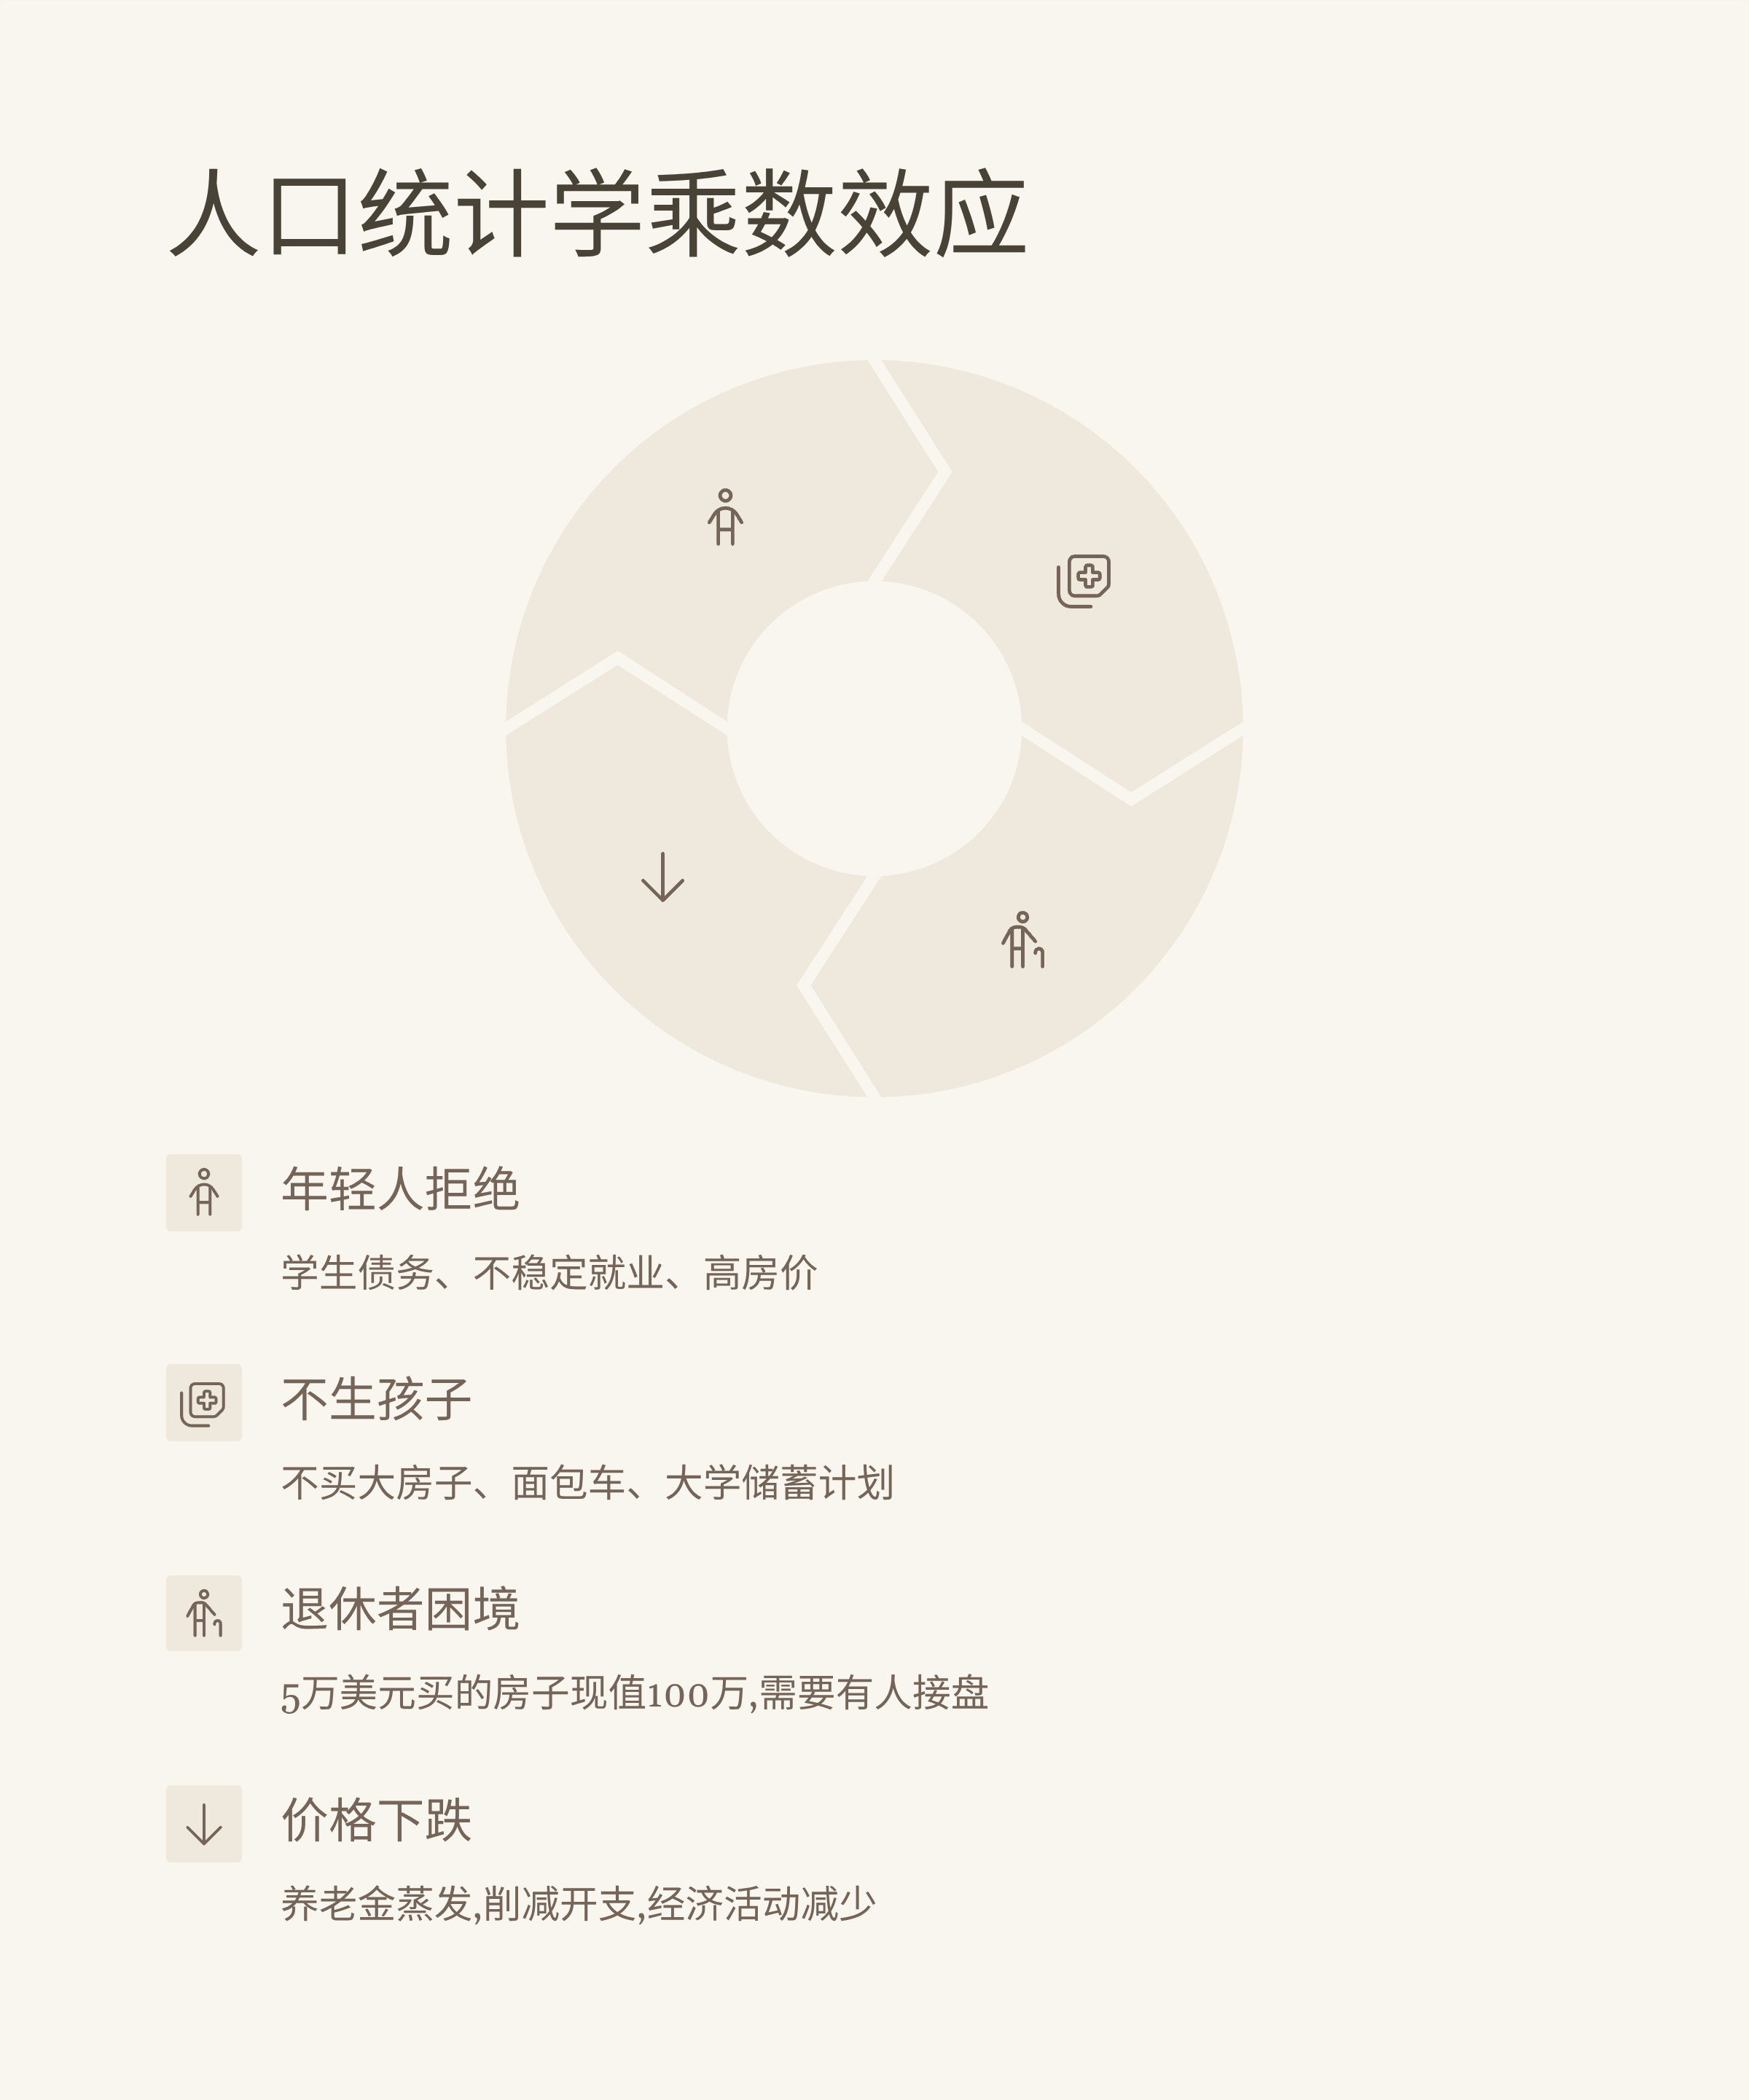 人口统计学乘数效应
年轻人拒绝
学生债务、不稳定就业、高房价
不生孩子
不买大房子、面包车、大学储蓄计划
退休者困境
5万美元买的房子现值100万,需要有人接盘
价格下跌
养老金蒸发,削减开支,经济活动减少